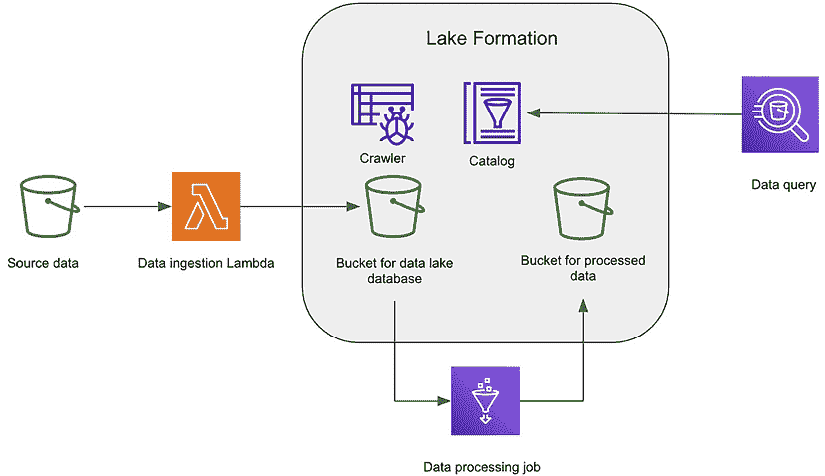 Lake Formation
Crawler
Catalog
Data query
Source data
Data ingestion Lambda
Bucket for data lake
database
Bucket for processed
data
Data processing job